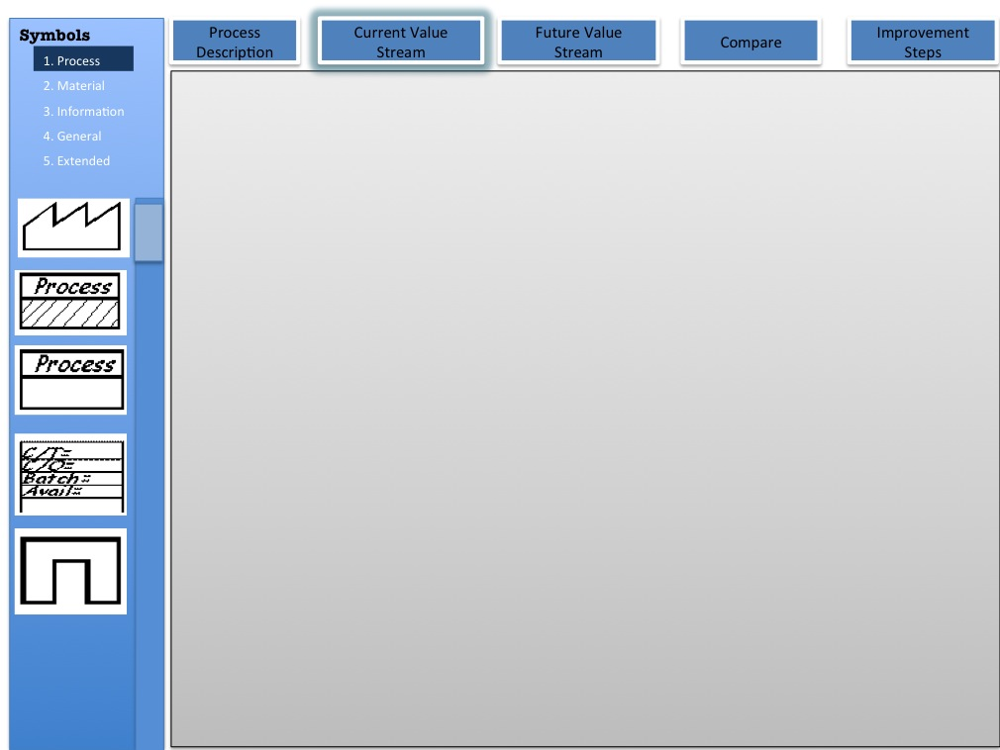 Symbols
1. Process
2. Material
3. Information
4. General
5. Extended
Process
Process
C/T=
C/O=
Batch=
Avail=
Process
Description
Current Value
Stream
Future Value
Stream
Compare
Improvement
Steps